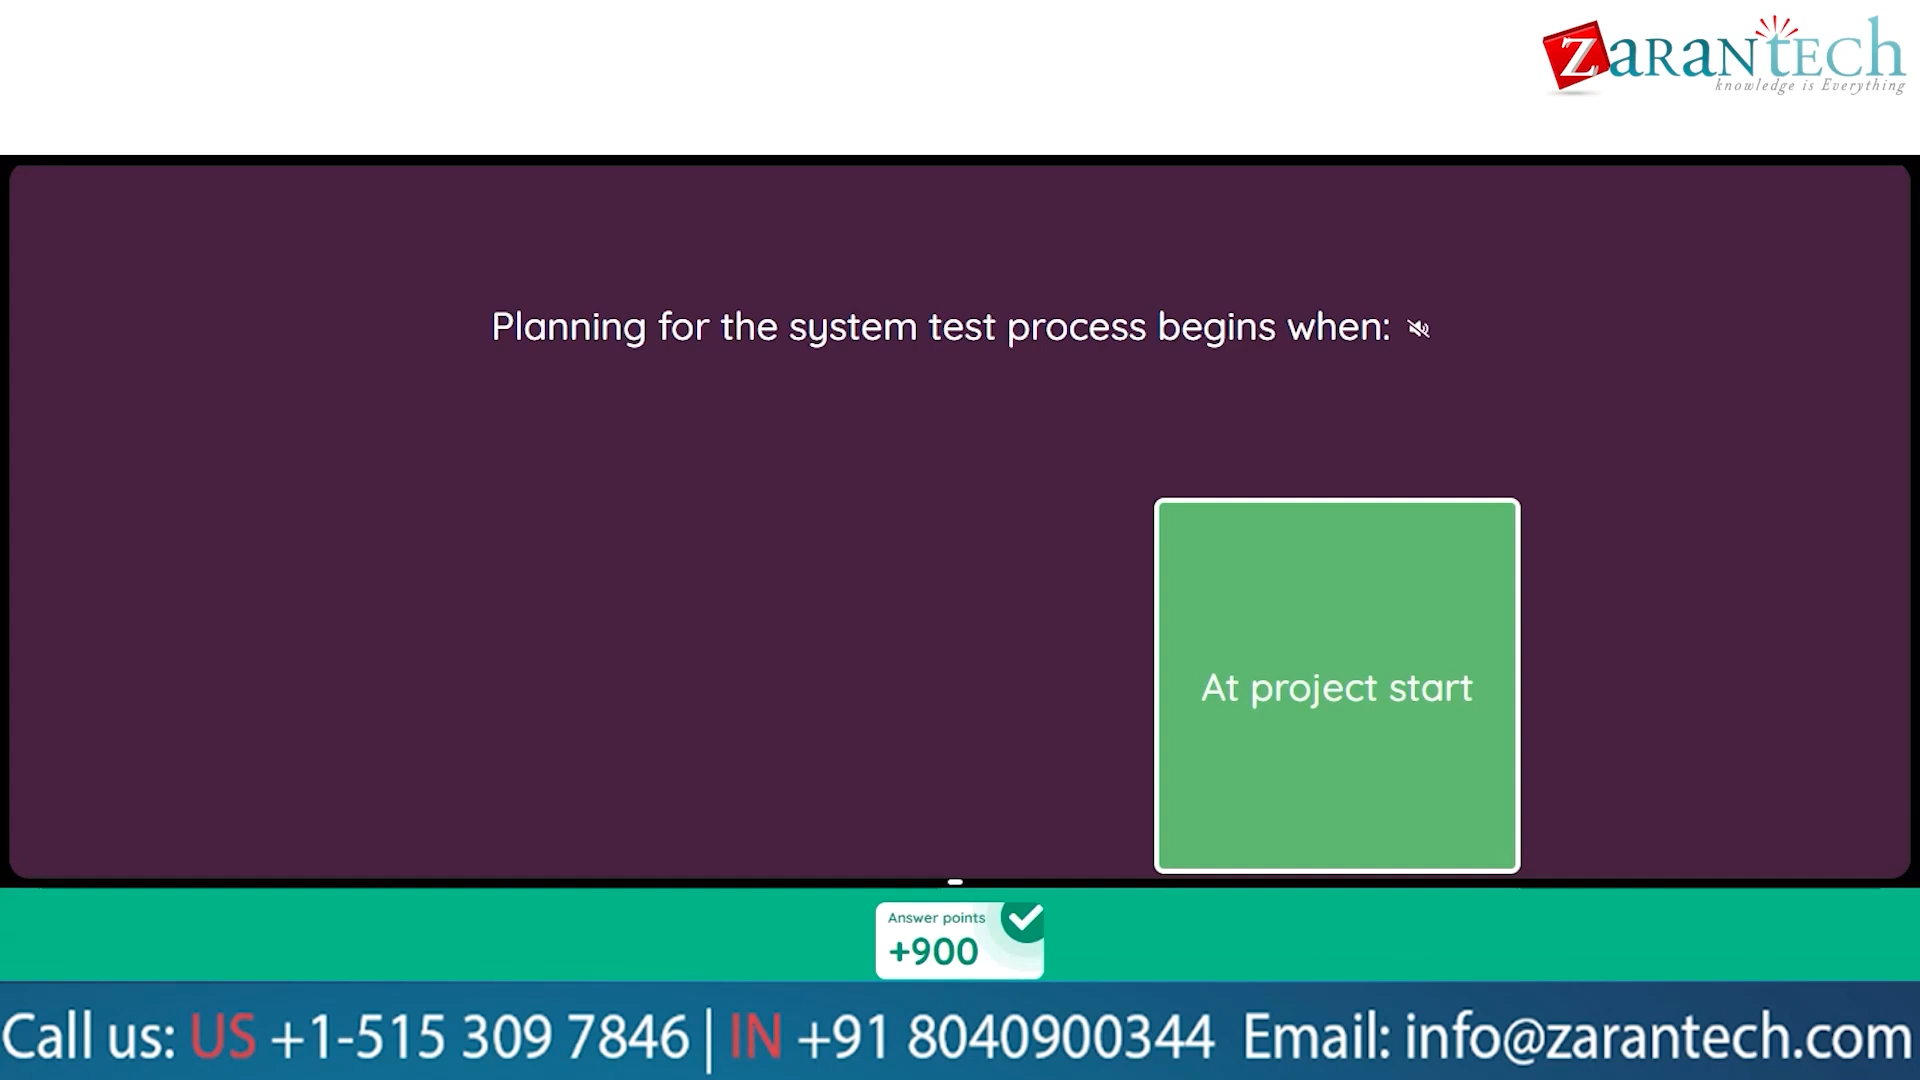 ZaranTech
knowledge is Everything
Planning for the system test process begins when:
At project start
Answer points
+900
Call us: US +1-515 309 7846 | IN +91 8040900344 Email: info@zarantech.com